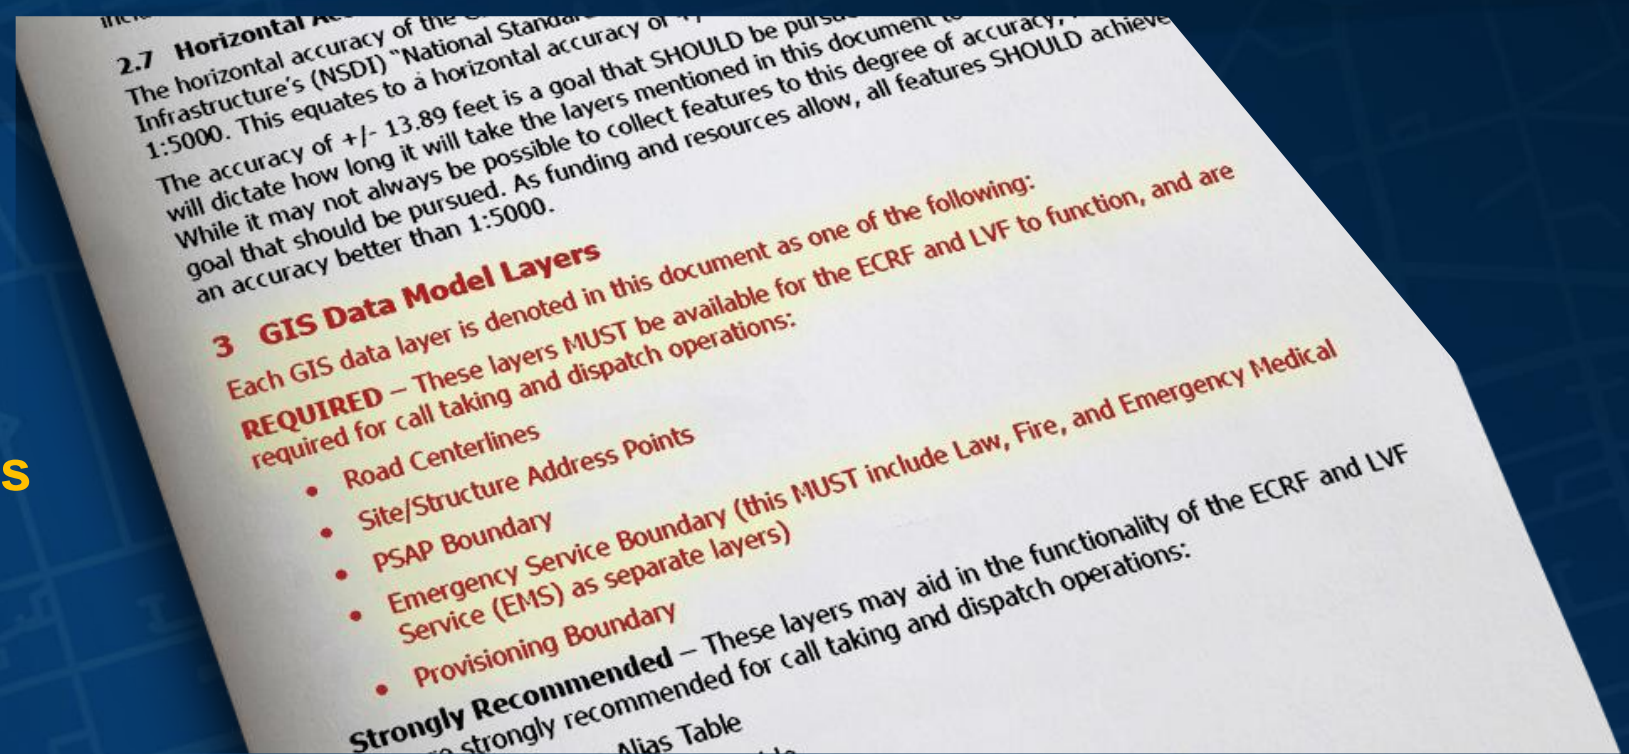 2.7 Horizontal
The horizontal accuracy of the
Infrastructure's (NSDI) "National Standard
1:5000. This equates to a horizontal accuracy of
The accuracy of +/- 13.89 feet is a goal that SHOULD be
will dictate how long it will take the layers mentioned in this document
While it may not always be possible to collect features to this degree of accuracy,
goal that should be pursued. As funding and resources allow, all features SHOULD achieve
an accuracy better than 1:5000.
3 GIS Data Model Layers
Each GIS data layer is denoted in this document as one of the following:
REQUIRED – These layers MUST be available for the ECRF and LVF to function, and are
required for call taking and dispatch operations:
s
• Road Centerlines
• Site/Structure Address Points
• PSAP Boundary
• Emergency Service Boundary (this MUST include Law, Fire, and Emergency Medical
Service (EMS) as separate layers)
• Provisioning Boundary
Strongly Recommended – These layers may aid in the functionality of the ECRF and LVF
strongly recommended for call taking and dispatch operations:
Alias Table